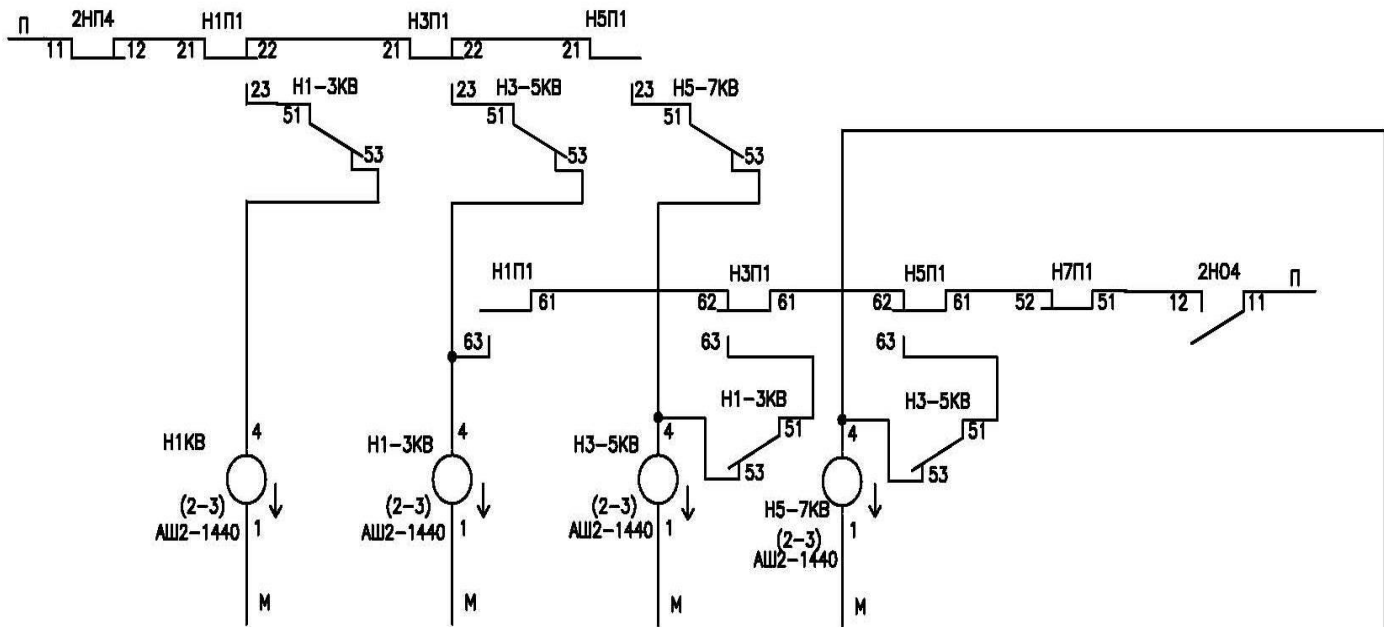 П 2НП4 Н1П1 Н3П1 Н5П1
11 12 21 22 21 22 21
23 Н1-3КВ 23 Н3-5КВ 23 Н5-7КВ
51 51 51
53 53 53
Н1П1 Н3П1 Н5П1 Н7П1 2НО4 П
61 62 61 62 61 52 51 12 11
63 63 63
Н1-3КВ Н3-5КВ
51 51
53 53
Н1КВ 4 Н1-3КВ 4 Н3-5КВ 4 4
Н5-7КВ
(2-3) (2-3) (2-3) (2-3)
АШ2-1440 1 АШ2-1440 1 АШ2-1440 1 АШ2-1440 1
М М М М